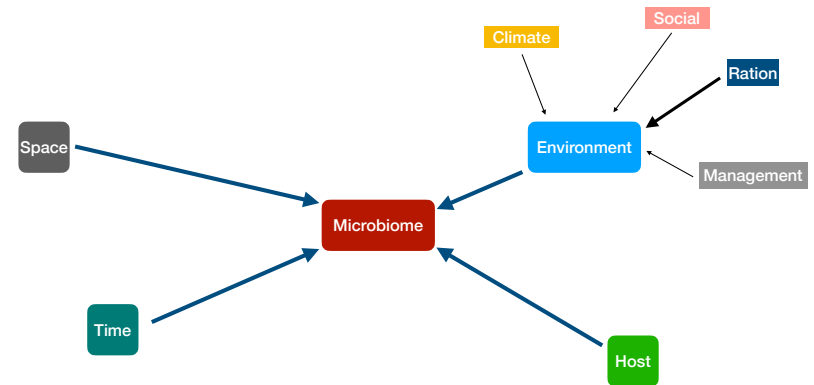 Social
Climate
Ration
Space
Environment
Management
Microbiome
Time
Host